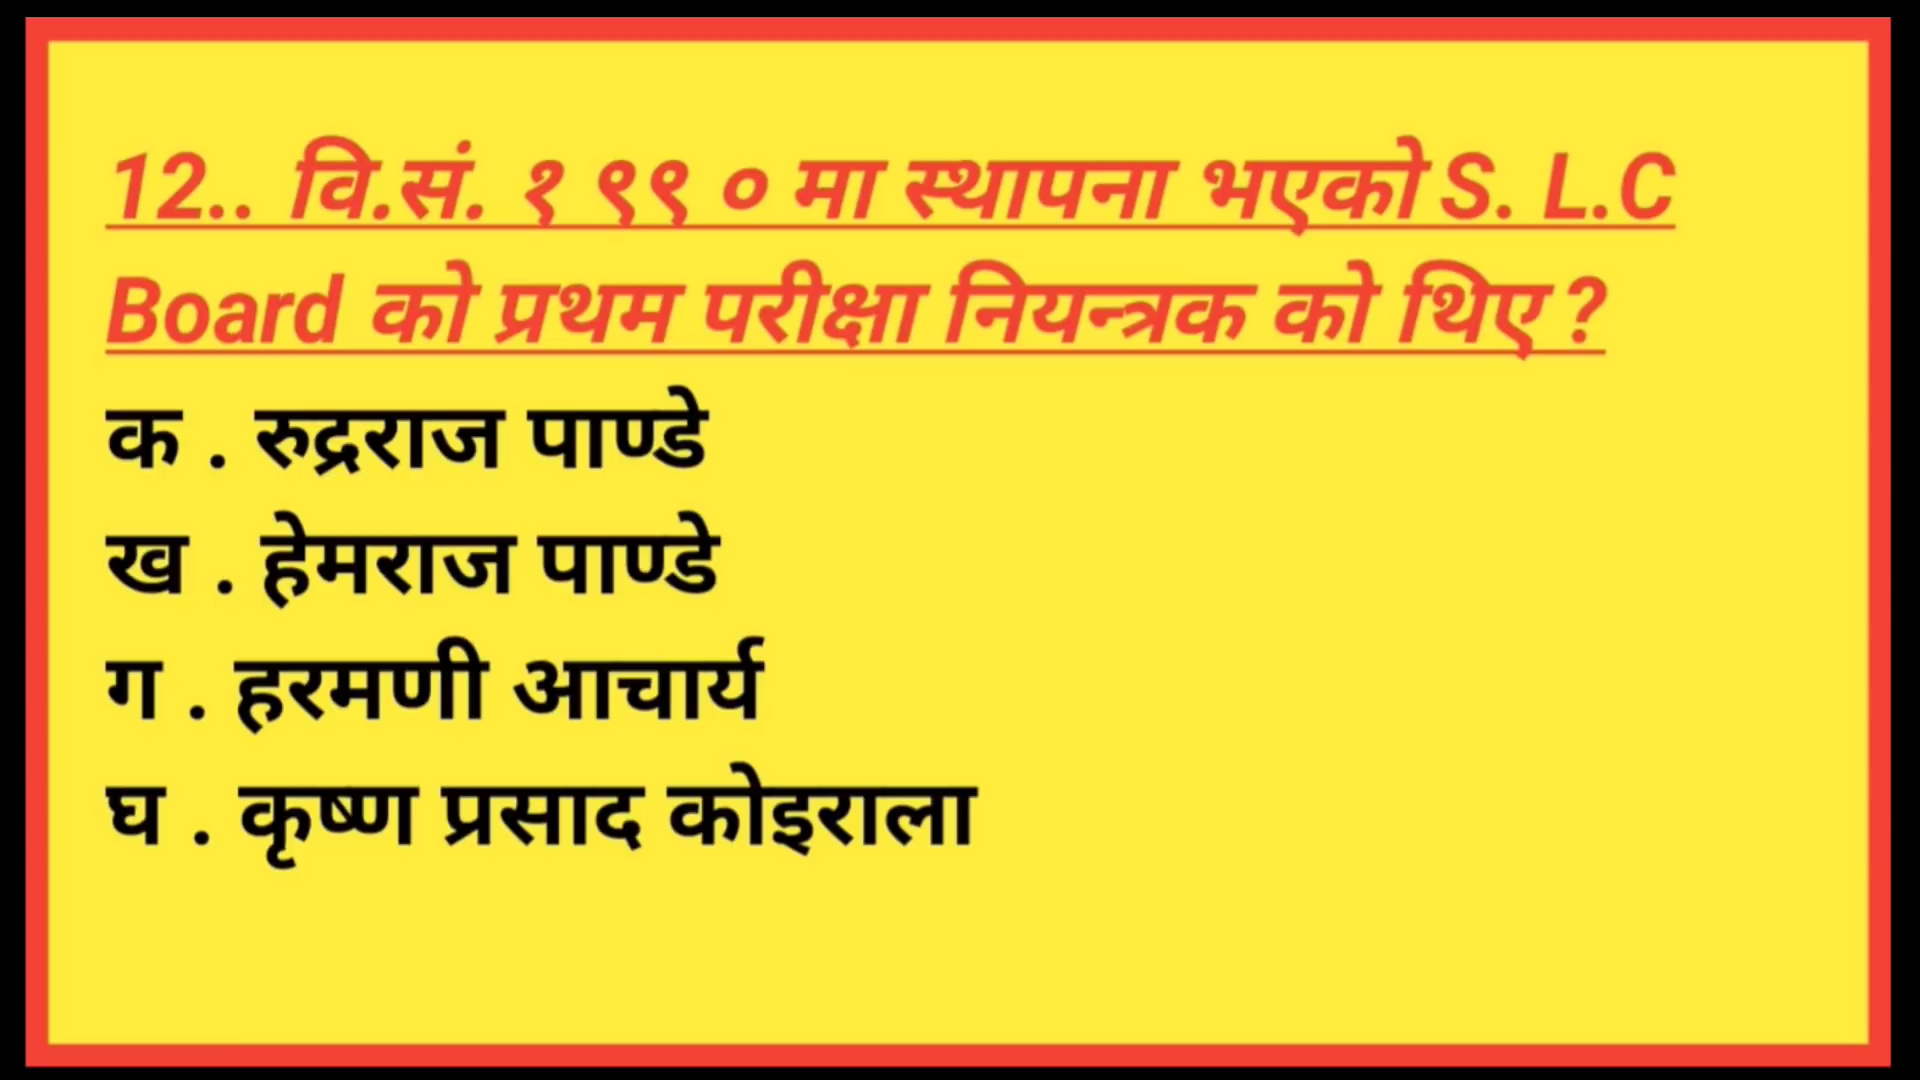 12.. वि.सं. १ ९९ ० मा स्थापना भएको S. L.C
Board को प्रथम परीक्षा नियन्त्रक को थिए ?
क . रुद्रराज पाण्डे
ख . हेमराज पाण्डे
ग . हरमणी आचार्य
घ . कृष्ण प्रसाद कोइराला